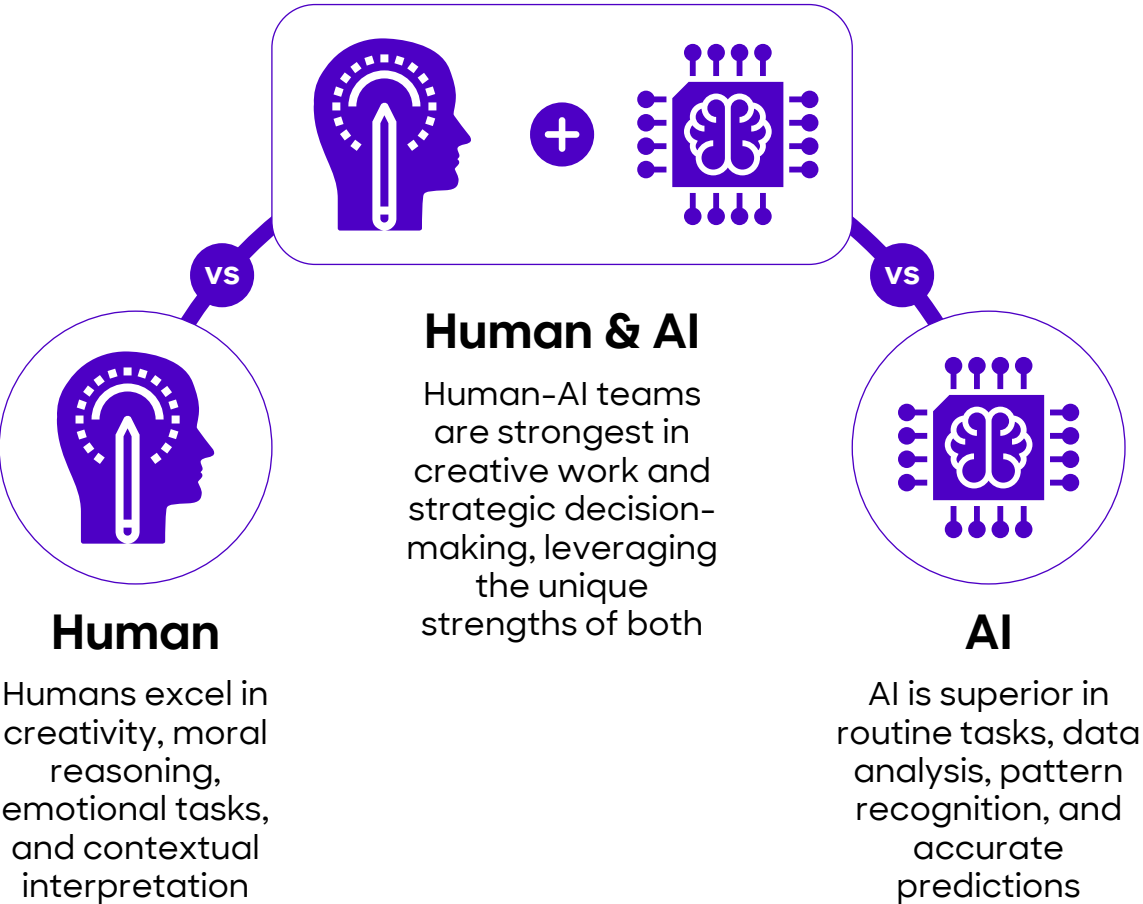 vs
vs
Human & AI
Human-AI teams
are strongest in
creative work and
strategic decision-
making, leveraging
the unique
strengths of both
Human
Humans excel in
creativity, moral
reasoning,
emotional tasks,
and contextual
interpretation
AI
AI is superior in
routine tasks, data
analysis, pattern
recognition, and
accurate
predictions